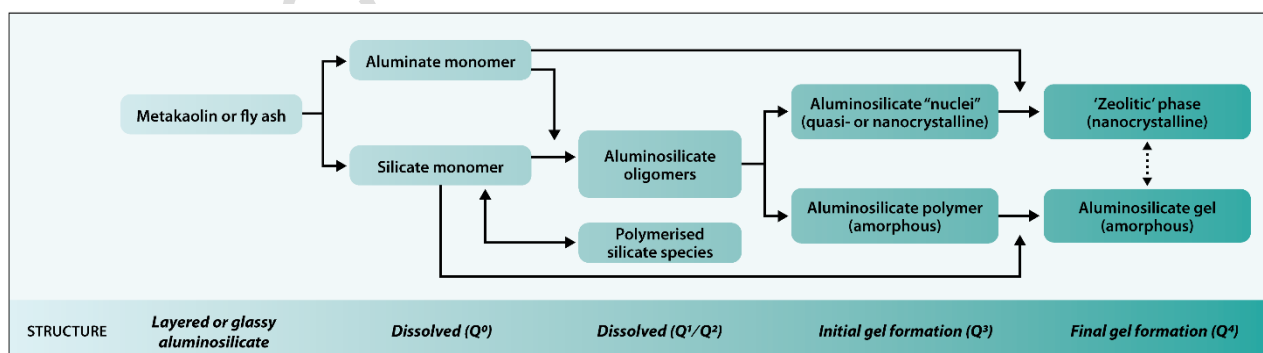 Metakaolin or fly ash
Aluminate monomer
Silicate monomer
Aluminosilicate
oligomers
Polymerised
silicate species
Aluminosilicate “nuclei”
(quasi- or nanocrystalline)
Aluminosilicate polymer
(amorphous)
‘Zeolitic’ phase
(nanocrystalline)
Aluminosilicate gel
(amorphous)
STRUCTURE
Layered or glassy
aluminosilicate
Dissolved (Q⁰)
Dissolved (Q¹/Q²)
Initial gel formation (Q³)
Final gel formation (Q⁴)